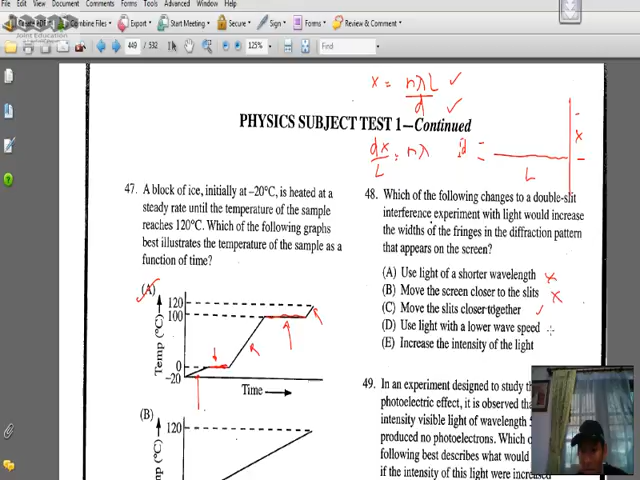 File Edit View Document Comments Forms Tools Advanced Window Help
Create PDF Combine Files Export Start Meeting Secure Sign Forms Review & Comment
Joint Education
449 / 532 125% Find
x = nλL
d
PHYSICS SUBJECT TEST 1—Continued
dx = nλ
L
d
x
L
47. A block of ice, initially at –20°C, is heated at a
steady rate until the temperature of the sample
reaches 120°C. Which of the following graphs
best illustrates the temperature of the sample as a
function of time?
(A)
120
100
0
–20
Temp (°C)
Time
(B)
120
Temp (°C)
48. Which of the following changes to a double-slit
interference experiment with light would increase
the widths of the fringes in the diffraction pattern
that appears on the screen?
(A) Use light of a shorter wavelength
(B) Move the screen closer to the slits
(C) Move the slits closer together
(D) Use light with a lower wave speed
(E) Increase the intensity of the light
49. In an experiment designed to study th
photoelectric effect, it is observed tha
intensity visible light of wavelength
produced no photoelectrons. Which o
following best describes what would
if the intensity of this light were increased